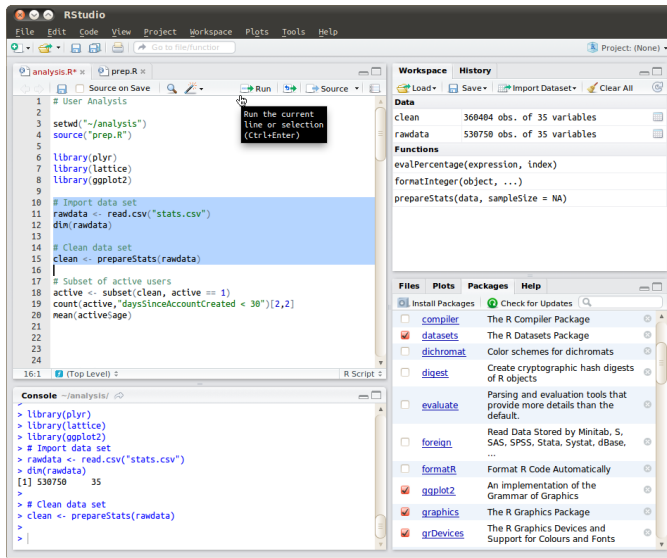 RStudio
File Edit Code View Project Workspace Plots Tools Help
Go to file/function
Project: (None)
analysis.R*
prep.R
Source on Save
Run
Source
1 # User Analysis
2
3 setwd("~/analysis")
4 source("prep.R")
5
6 library(plyr)
7 library(lattice)
8 library(ggplot2)
9
10 # Import data set
11 rawdata <- read.csv("stats.csv")
12 dim(rawdata)
13
14 # Clean data set
15 clean <- prepareStats(rawdata)
16
17 # Subset of active users
18 active <- subset(clean, active == 1)
19 count(active,"daysSinceAccountCreated < 30")[2,2]
20 mean(active$age)
21
22
23
24
Run the current
line or selection
(Ctrl+Enter)
16:1 (Top Level) R Script
Console ~/analysis/
>
> library(plyr)
> library(lattice)
> library(ggplot2)
> # Import data set
> rawdata <- read.csv("stats.csv")
> dim(rawdata)
[1] 530750 35
>
> # Clean data set
> clean <- prepareStats(rawdata)
>
>
Workspace History
Load Save Import Dataset Clear All
Data
clean 360404 obs. of 35 variables
rawdata 530750 obs. of 35 variables
Functions
evalPercentage(expression, index)
formatInteger(object, ...)
prepareStats(data, sampleSize = NA)
Files Plots Packages Help
Install Packages Check for Updates
compiler The R Compiler Package
datasets The R Datasets Package
dichromat Color schemes for dichromats
digest Create cryptographic hash digests
of R objects
evaluate Parsing and evaluation tools that
provide more details than the
default.
foreign Read Data Stored by Minitab, S,
SAS, SPSS, Stata, Systat, dBase,
...
formatR Format R Code Automatically
ggplot2 An implementation of the
Grammar of Graphics
graphics The R Graphics Package
grDevices The R Graphics Devices and
Support for Colours and Fonts